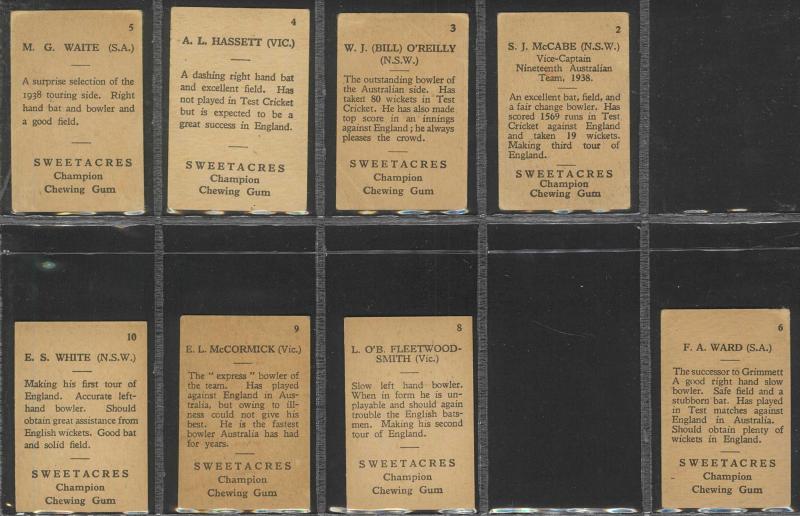 5
M. G. WAITE (S.A.)
A surprise selection of the
1938 touring side. Right
hand bat and bowler and
a good field.
SWEETACRES
Champion
Chewing Gum
4
A. L. HASSETT (VIC.)
A dashing right hand bat
and excellent field. Has
not played in Test Cricket
but is expected to be a
great success in England.
SWEETACRES
Champion
Chewing Gum
3
W. J. (BILL) O'REILLY
(N.S.W.)
The outstanding bowler of
the Australian side. Has
taken 80 wickets in Test
Cricket. He has also made
top score in an innings
against England; he always
pleases the crowd.
SWEETACRES
Champion
Chewing Gum
2
S. J. McCABE (N.S.W.)
Vice-Captain
Nineteenth Australian
Team, 1938.
An excellent bat, field, and
a fair change bowler. Has
scored 1569 runs in Test
Cricket against England
and taken 19 wickets.
Making third tour of
England.
SWEETACRES
Champion
Chewing Gum
10
E. S. WHITE (N.S.W.)
Making his first tour of
England. Accurate left-
hand bowler. Should
obtain great assistance from
English wickets. Good bat
and solid field.
SWEETACRES
Champion
Chewing Gum
9
E. L. McCORMICK (Vic.)
The "express" bowler of
the team. Has played
against England in Aus-
tralia, but owing to ill-
ness could not give his
best. He is the fastest
bowler Australia has had
for years.
SWEETACRES
Champion
Chewing Gum
8
L. O'B. FLEETWOOD-
SMITH (Vic.)
Slow left hand bowler.
When in form he is un-
playable and should again
trouble the English bats-
men. Making his second
tour of England.
SWEETACRES
Champion
Chewing Gum
6
F. A. WARD (S.A.)
The successor to Grimmett
A good right hand slow
bowler. Safe field and a
stubborn bat. Has played
in Test matches against
England in Australia.
Should obtain plenty of
wickets in England.
SWEETACRES
Champion
Chewing Gum